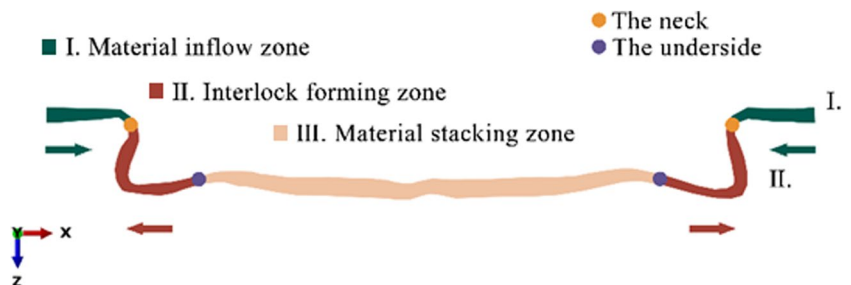 The neck
I. Material inflow zone
The underside
II. Interlock forming zone
I.
III. Material stacking zone
II.
Y
X
Z